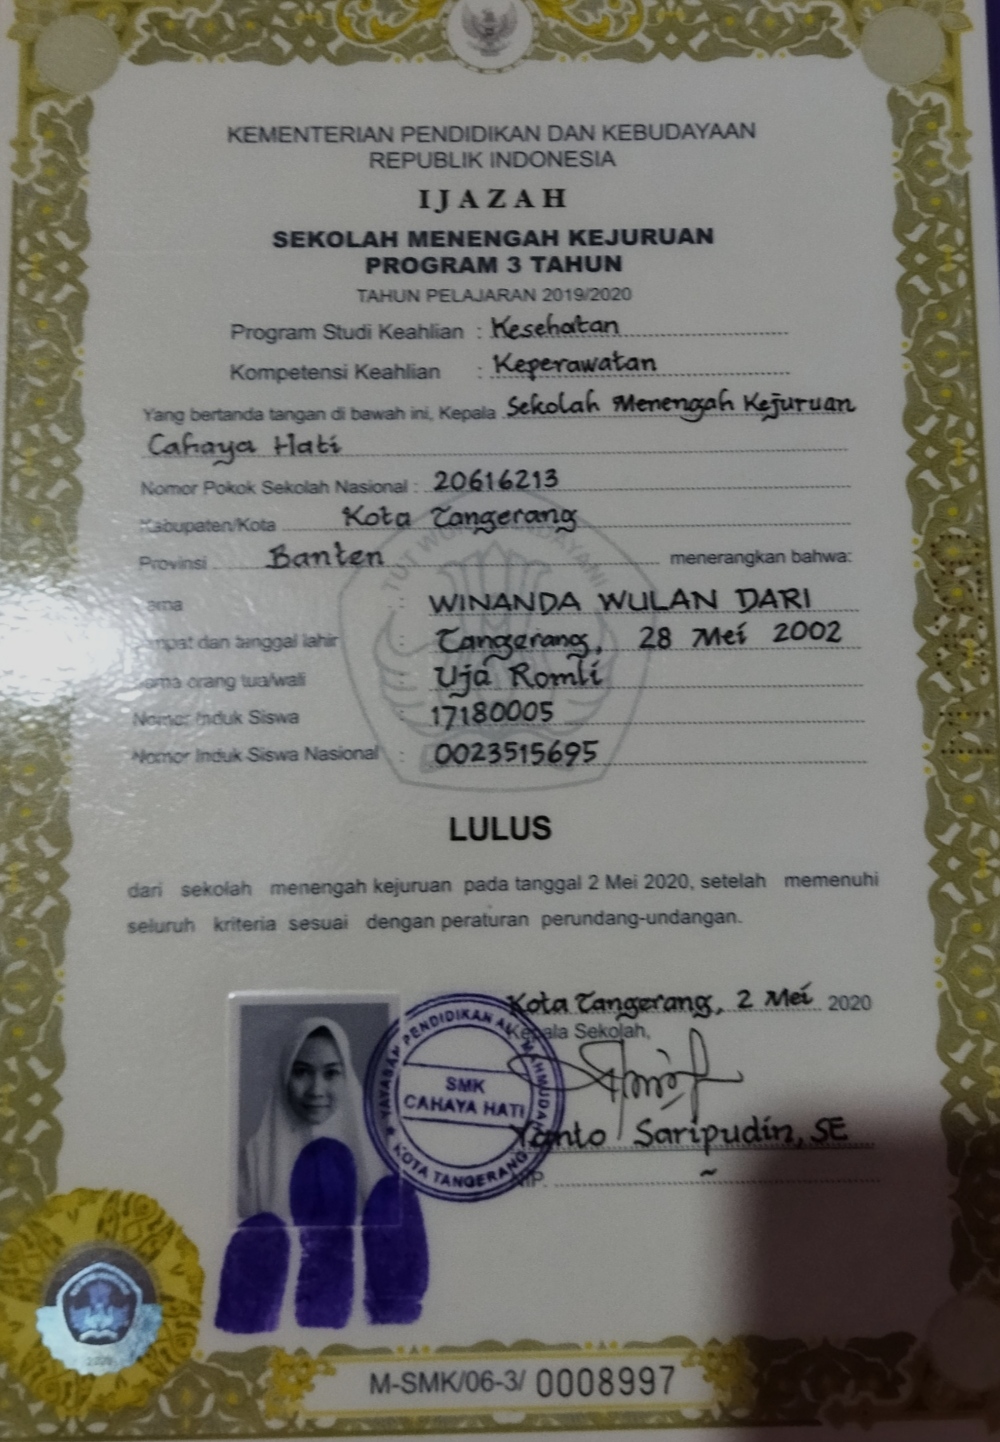 KEMENTERIAN PENDIDIKAN DAN KEBUDAYAAN
REPUBLIK INDONESIA
IJAZAH
SEKOLAH MENENGAH KEJURUAN
PROGRAM 3 TAHUN
TAHUN PELAJARAN 2019/2020
Program Studi Keahlian : Kesehatan
Kompetensi Keahlian : Keperawatan
Yang bertanda tangan di bawah ini, Kepala Sekolah Menengah Kejuruan
Cahaya Hati
Nomor Pokok Sekolah Nasional : 20616213
Kabupaten/Kota Kota Tangerang
Provinsi Banten menerangkan bahwa:
: WINANDA WULAN DARI
dan tanggal lahir : Tangerang, 28 Mei 2002
orang tua/wali : Uja Romli
Nomor Induk Siswa : 17180005
Nomor Induk Siswa Nasional : 0023515695
LULUS
dari sekolah menengah kejuruan pada tanggal 2 Mei 2020, setelah memenuhi
seluruh kriteria sesuai dengan peraturan perundang-undangan.
Kota Tangerang, 2 Mei 2020
Kepala Sekolah,
SMK
CAHAYA HATI
KOTA TANGERANG
Yanto Saripudin, SE
NIP.
M-SMK/06-3/ 0008997